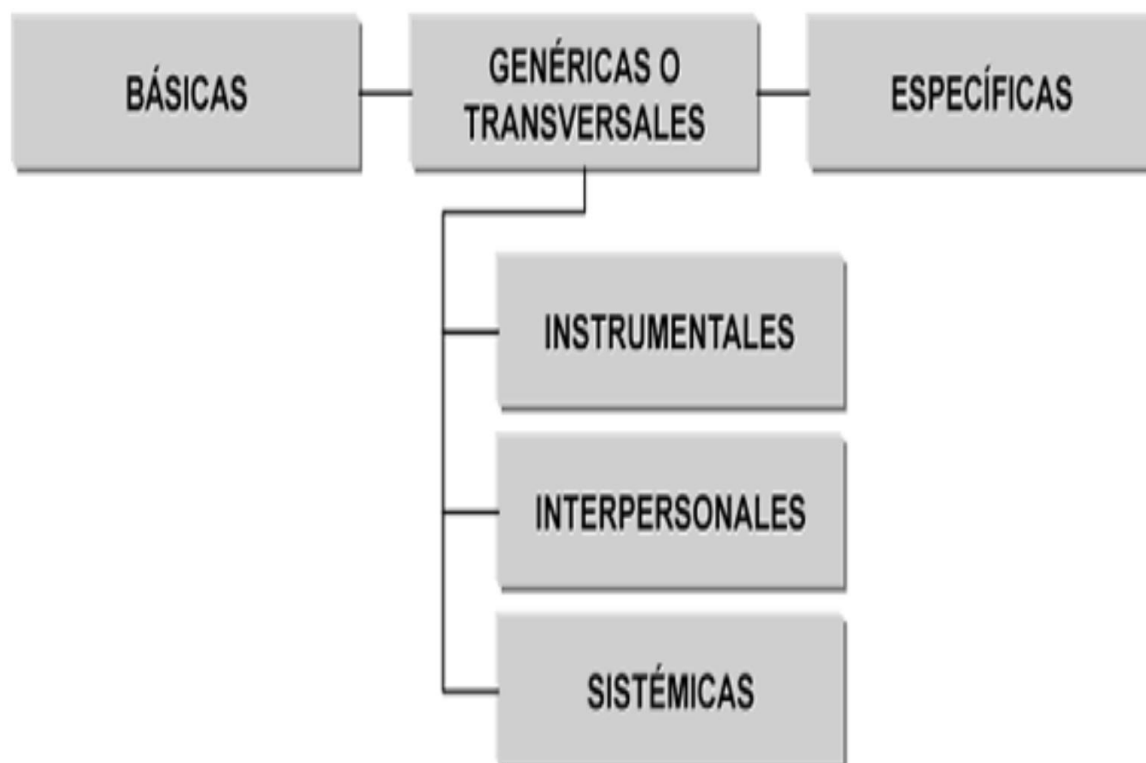 BÁSICAS
GENÉRICAS O
TRANSVERSALES
ESPECÍFICAS
INSTRUMENTALES
INTERPERSONALES
SISTÉMICAS